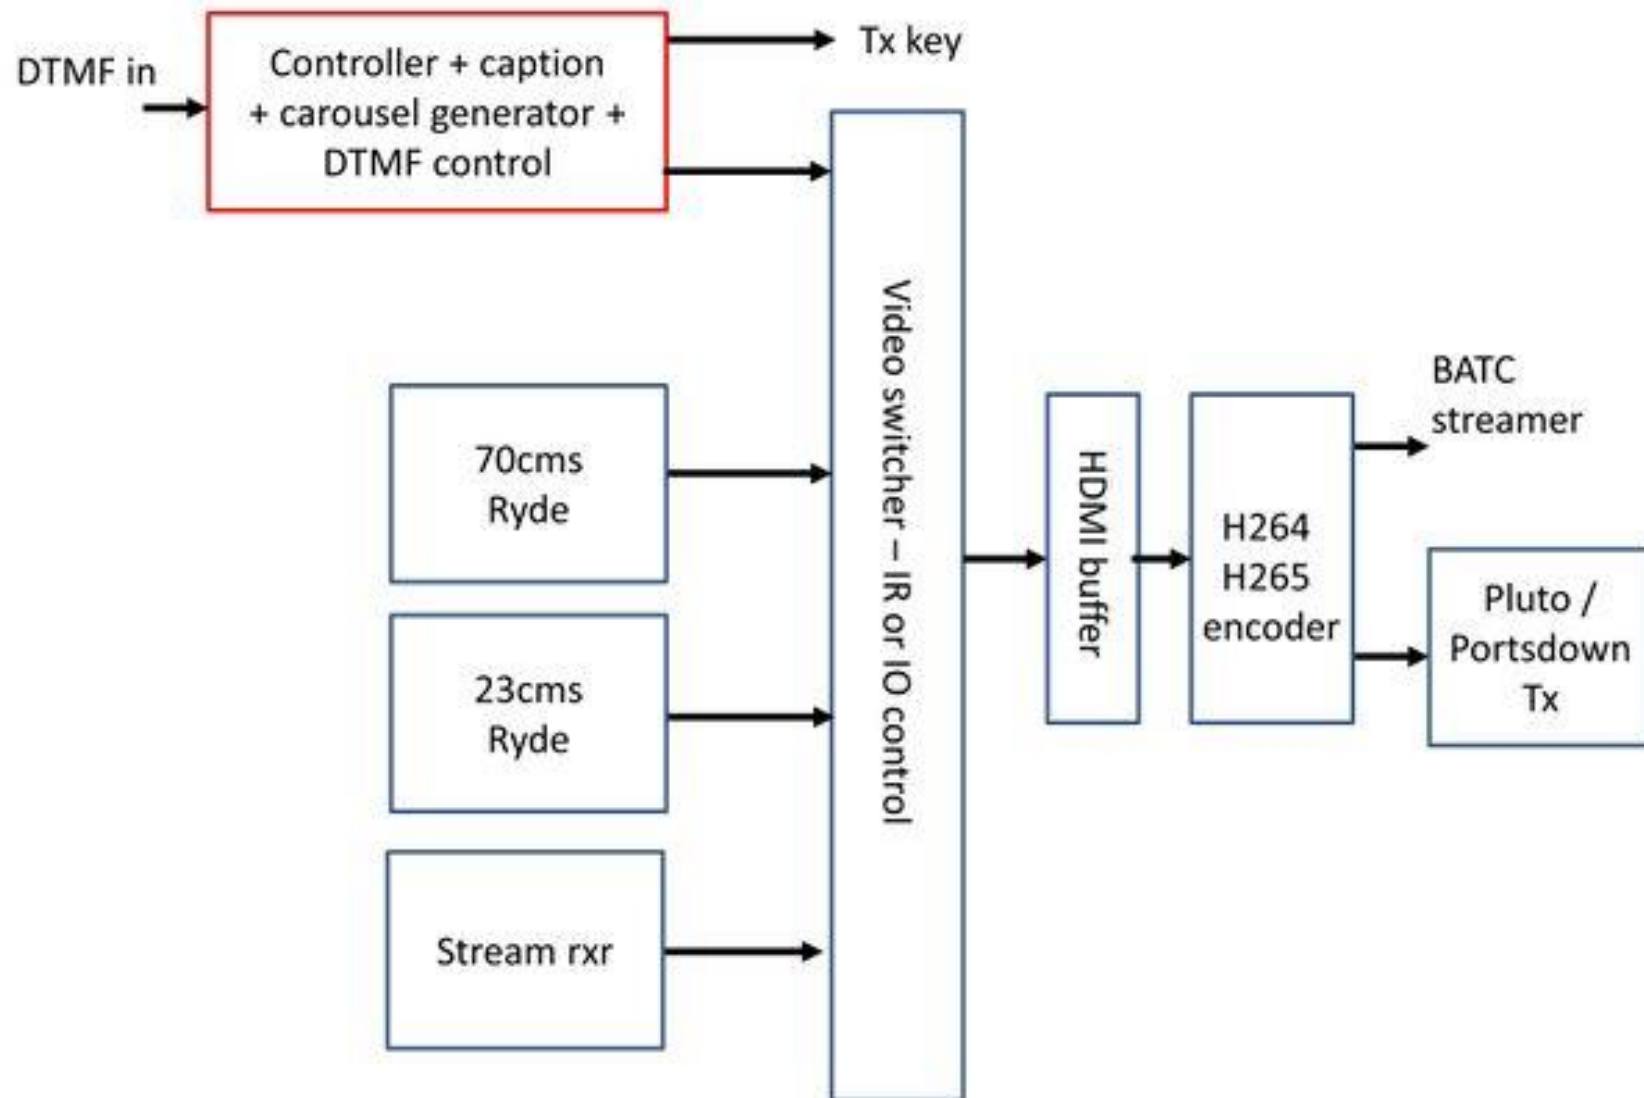 DTMF in
Controller + caption
+ carousel generator +
DTMF control
Tx key
70cms
Ryde
23cms
Ryde
Stream rxr
Video switcher – IR or IO control
HDMI buffer
H264
H265
encoder
BATC
streamer
Pluto /
Portsdown
Tx